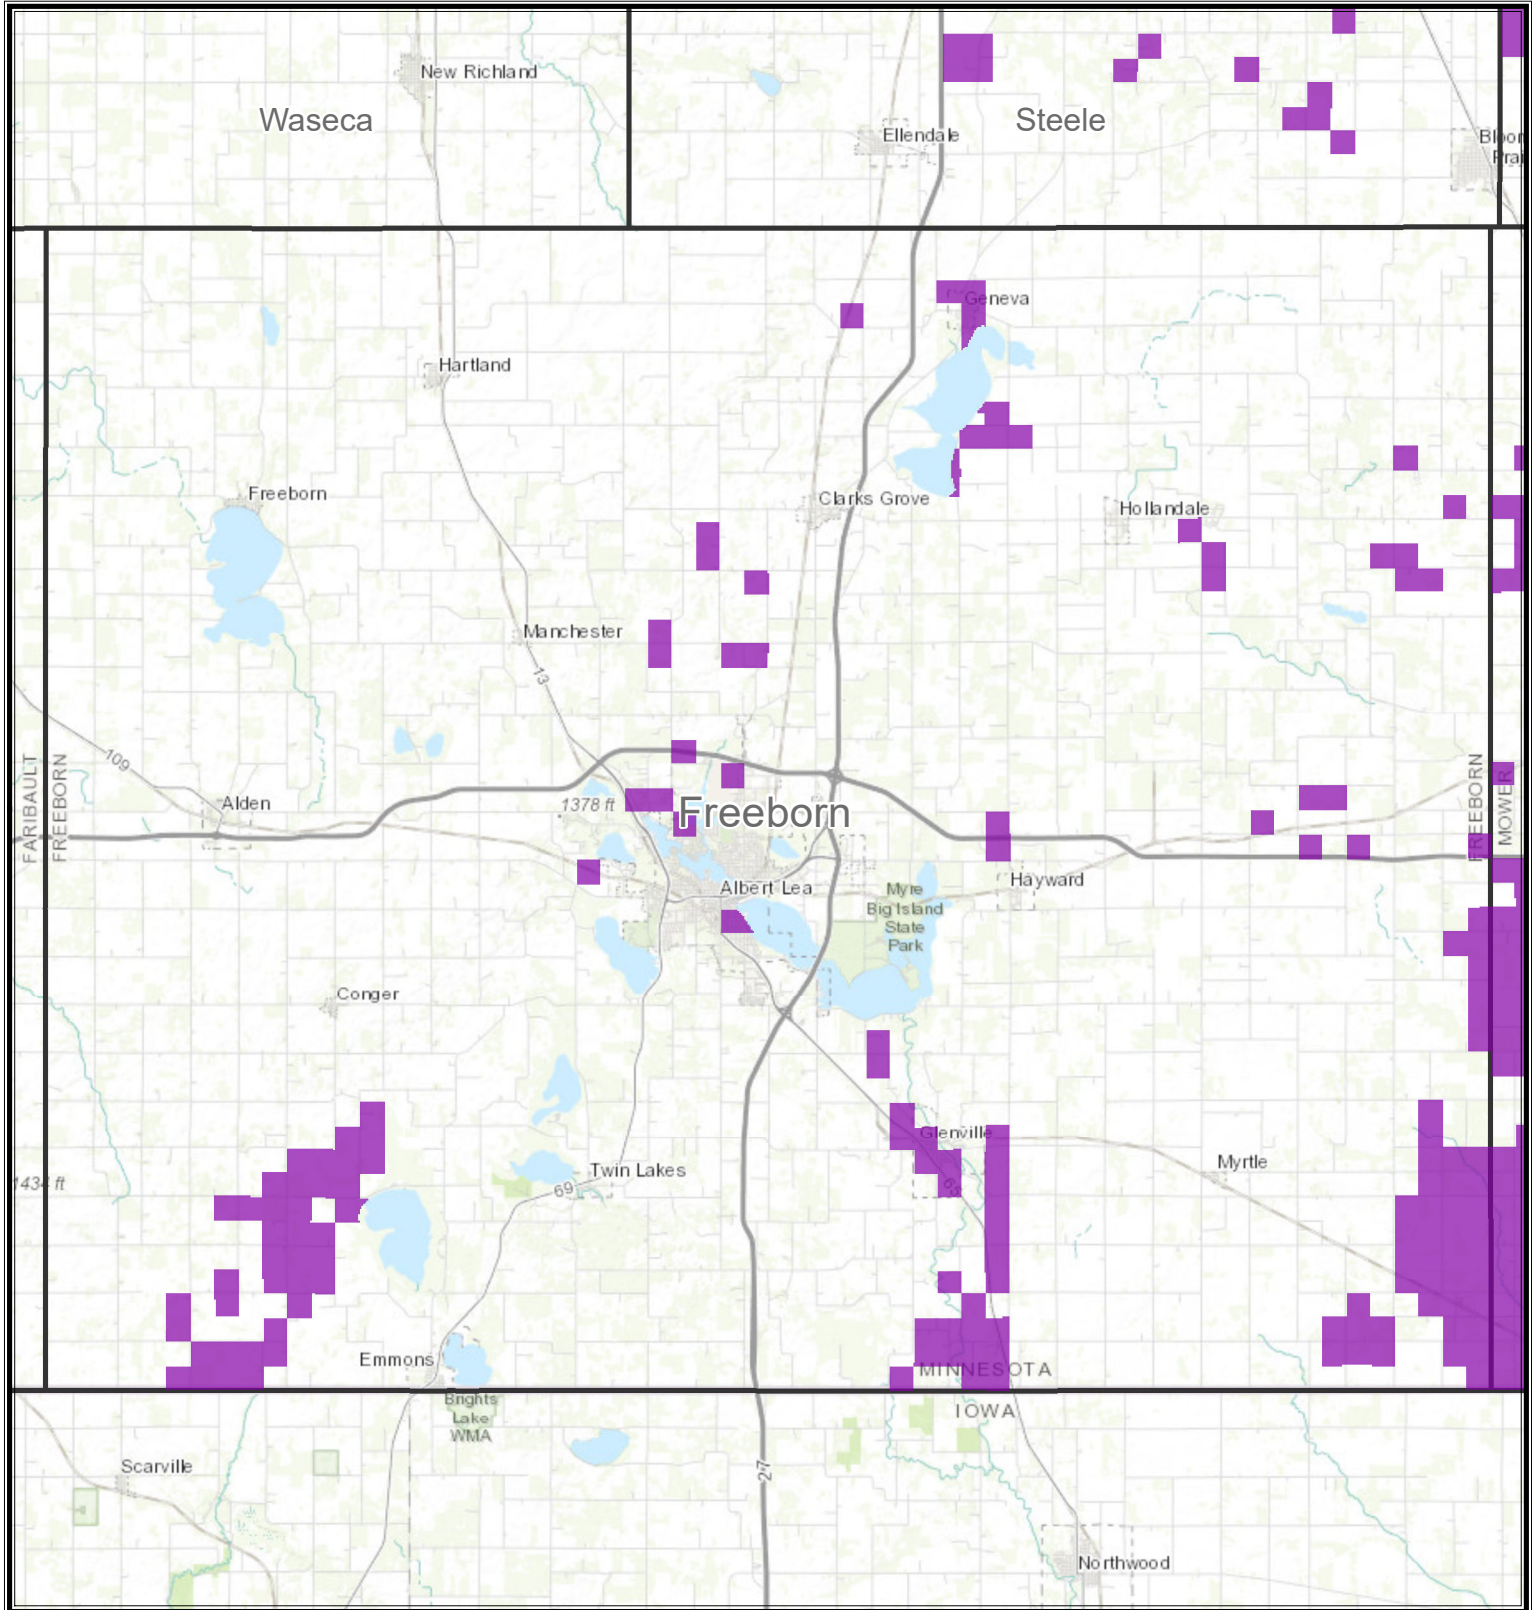 New Richland
Waseca
Steele
Ellendale
Geneva
Hartland
Freeborn
Clarks Grove
Hollandale
Manchester
13
109
FARIBAULT
FREEBORN
FREEBORN
MOWER
Alden
1378 ft
Freeborn
Albert Lea
Hayward
Myre
Big Island
State
Park
Conger
Glenville
Twin Lakes
69
65
Myrtle
1434 ft
Emmons
MINNESOTA
IOWA
Brights
Lake
WMA
Scarville
27
Northwood